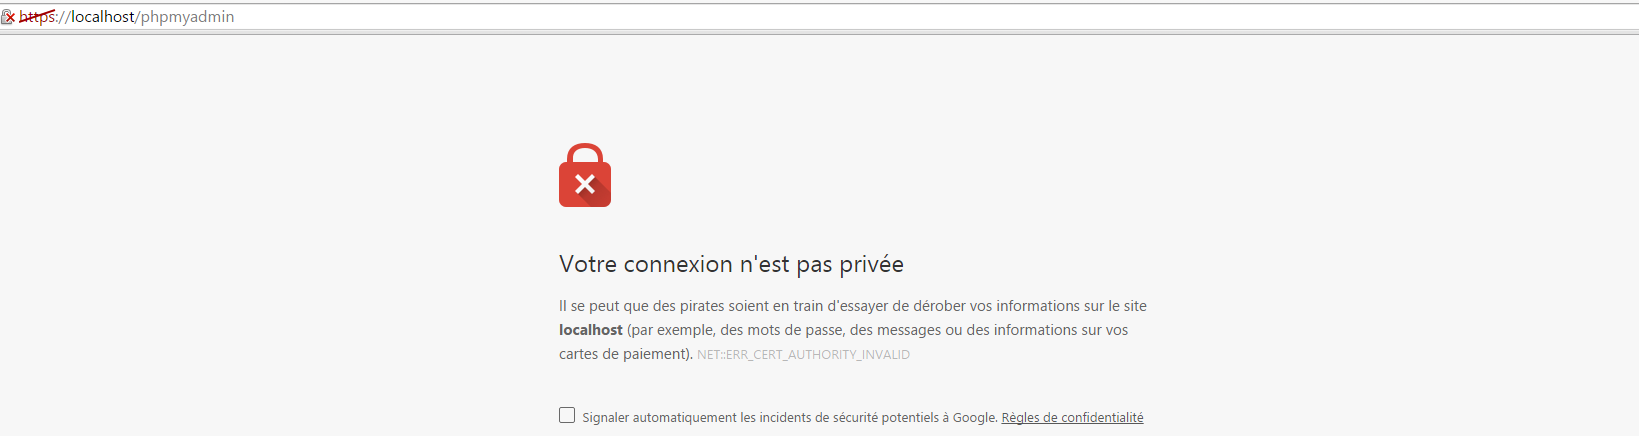 https://localhost/phpmyadmin
Votre connexion n'est pas privée
Il se peut que des pirates soient en train d'essayer de dérober vos informations sur le site
localhost (par exemple, des mots de passe, des messages ou des informations sur vos
cartes de paiement). NET::ERR_CERT_AUTHORITY_INVALID
Signaler automatiquement les incidents de sécurité potentiels à Google. Règles de confidentialité